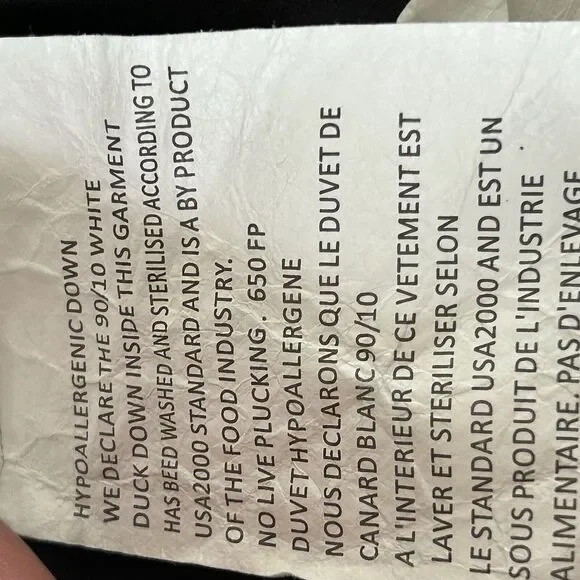 HYPOALLERGENIC DOWN
WE DECLARE THE 90/10 WHITE
DUCK DOWN INSIDE THIS GARMENT
HAS BEED WASHED AND STERILISED ACCORDING TO
USA2000 STANDARD AND IS A BY PRODUCT
OF THE FOOD INDUSTRY.
NO LIVE PLUCKING . 650 FP
DUVET HYPOALLERGENE
NOUS DECLARONS QUE LE DUVET DE
CANARD BLANC 90/10
A L'INTERIEUR DE CE VETEMENT EST
LAVER ET STERILISER SELON
LE STANDARD USA2000 AND EST UN
SOUS PRODUIT DE L'INDUSTRIE .
ALIMENTAIRE. PAS D'ENLEVAGE